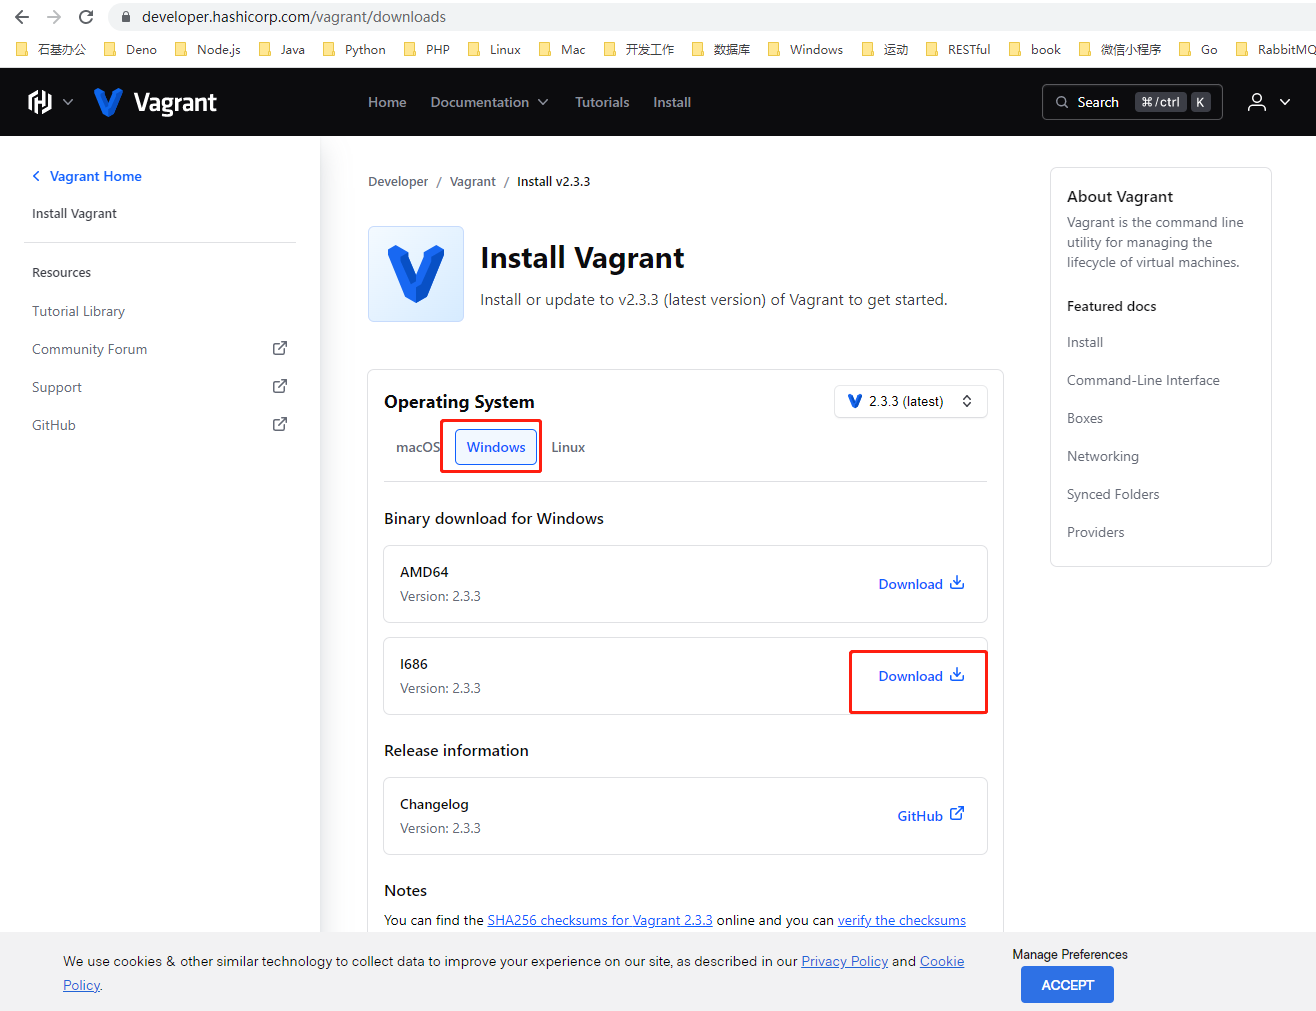 developer.hashicorp.com/vagrant/downloads
石基办公 Deno Node.js Java Python PHP Linux Mac 开发工作 数据库 Windows 运动 RESTful book 微信小程序 Go RabbitMQ
Vagrant Home Documentation Tutorials Install Search ⌘/ctrl K
Vagrant Home
Install Vagrant
Resources
Tutorial Library
Community Forum
Support
GitHub
Developer / Vagrant / Install v2.3.3
Install Vagrant
Install or update to v2.3.3 (latest version) of Vagrant to get started.
Operating System
2.3.3 (latest)
macOS Windows Linux
Binary download for Windows
AMD64
Version: 2.3.3
Download
I686
Version: 2.3.3
Download
Release information
Changelog
Version: 2.3.3
GitHub
Notes
You can find the SHA256 checksums for Vagrant 2.3.3 online and you can verify the checksums
About Vagrant
Vagrant is the command line
utility for managing the
lifecycle of virtual machines.
Featured docs
Install
Command-Line Interface
Boxes
Networking
Synced Folders
Providers
We use cookies & other similar technology to collect data to improve your experience on our site, as described in our Privacy Policy and Cookie
Policy.
Manage Preferences
ACCEPT